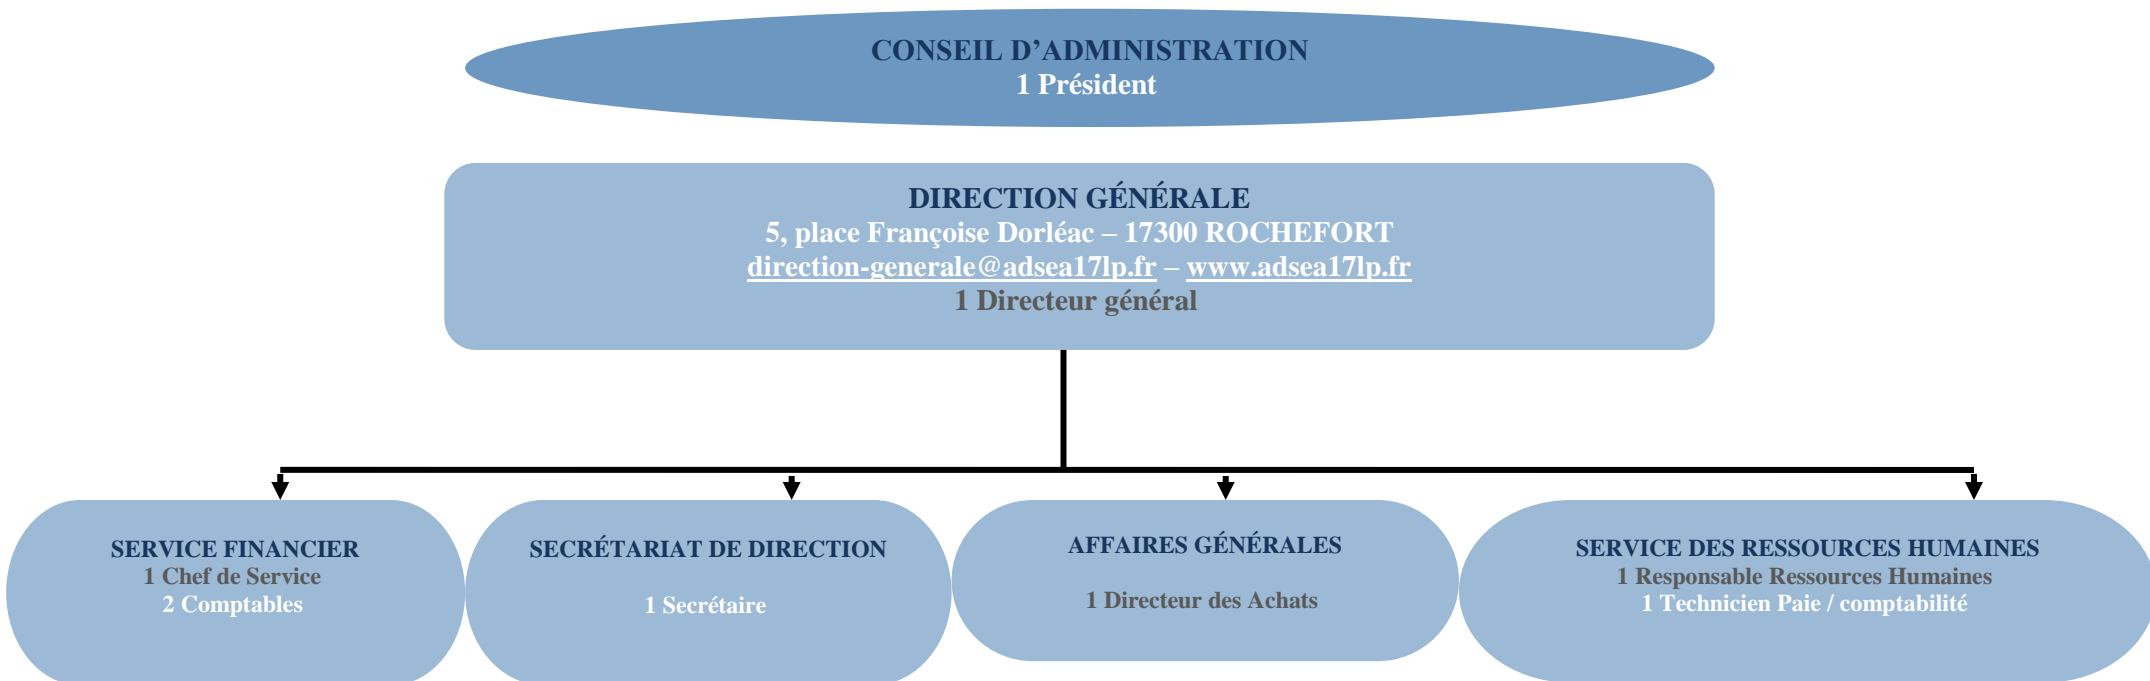 CONSEIL D’ADMINISTRATION
1 Président
DIRECTION GÉNÉRALE
5, place Françoise Dorléac – 17300 ROCHEFORT
direction-generale@adsea17lp.fr – www.adsea17lp.fr
1 Directeur général
SERVICE FINANCIER
1 Chef de Service
2 Comptables
SECRÉTARIAT DE DIRECTION
1 Secrétaire
AFFAIRES GÉNÉRALES
1 Directeur des Achats
SERVICE DES RESSOURCES HUMAINES
1 Responsable Ressources Humaines
1 Technicien Paie / comptabilité